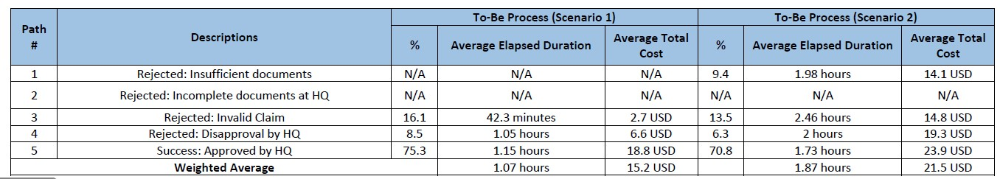 Path # Descriptions To-Be Process (Scenario 1) To-Be Process (Scenario 2)
% Average Elapsed Duration Average Total Cost % Average Elapsed Duration Average Total Cost
1 Rejected: Insufficient documents N/A N/A N/A 9.4 1.98 hours 14.1 USD
2 Rejected: Incomplete documents at HQ N/A N/A N/A N/A N/A N/A
3 Rejected: Invalid Claim 16.1 42.3 minutes 2.7 USD 13.5 2.46 hours 14.8 USD
4 Rejected: Disapproval by HQ 8.5 1.05 hours 6.6 USD 6.3 2 hours 19.3 USD
5 Success: Approved by HQ 75.3 1.15 hours 18.8 USD 70.8 1.73 hours 23.9 USD
Weighted Average 1.07 hours 15.2 USD 1.87 hours 21.5 USD